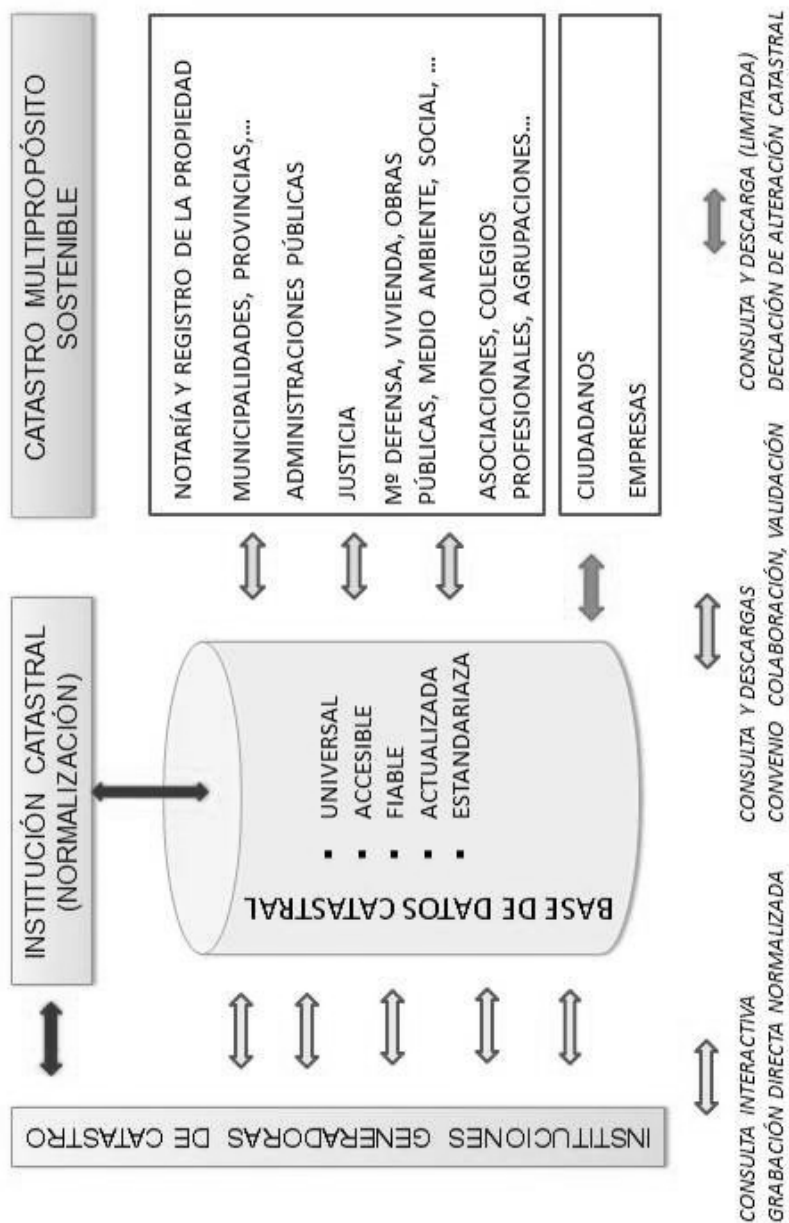 INSTITUCIONES GENERADORAS DE CATASTRO
INSTITUCIÓN CATASTRAL
(NORMALIZACIÓN)
BASE DE DATOS CATASTRAL
▪ UNIVERSAL
▪ ACCESIBLE
▪ FIABLE
▪ ACTUALIZADA
▪ ESTANDARIAZA
CATASTRO MULTIPROPÓSITO
SOSTENIBLE
NOTARÍA Y REGISTRO DE LA PROPIEDAD
MUNICIPALIDADES, PROVINCIAS,...
ADMINISTRACIONES PÚBLICAS
JUSTICIA
Mº DEFENSA, VIVIENDA, OBRAS
PÚBLICAS, MEDIO AMBIENTE, SOCIAL, ...
ASOCIACIONES, COLEGIOS
PROFESIONALES, AGRUPACIONES...
CIUDADANOS
EMPRESAS
CONSULTA INTERACTIVA
GRABACIÓN DIRECTA NORMALIZADA
CONSULTA Y DESCARGAS
CONVENIO COLABORACIÓN, VALIDACIÓN
CONSULTA Y DESCARGA (LIMITADA)
DECLACIÓN DE ALTERACIÓN CATASTRAL